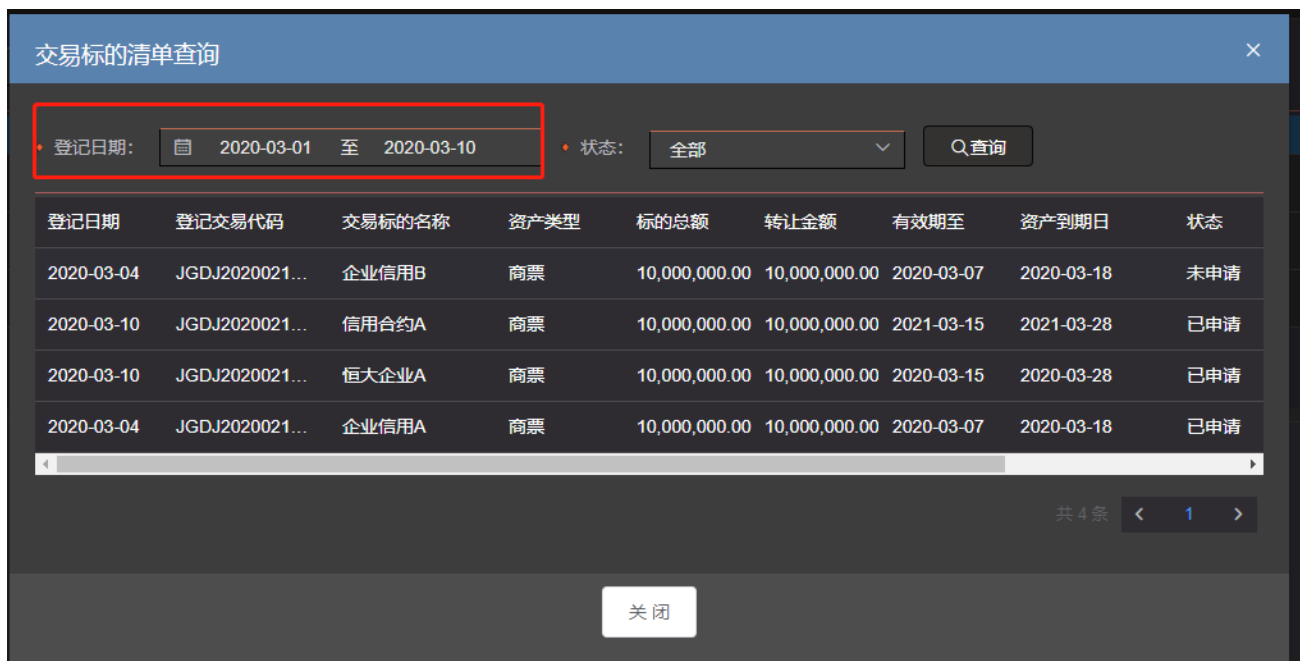 交易标的清单查询
登记日期： 2020-03-01 至 2020-03-10 状态： 全部 查询
登记日期 登记交易代码 交易标的名称 资产类型 标的总额 转让金额 有效期至 资产到期日 状态
2020-03-04 JGDJ2020021... 企业信用B 商票 10,000,000.00 10,000,000.00 2020-03-07 2020-03-18 未申请
2020-03-10 JGDJ2020021... 信用合约A 商票 10,000,000.00 10,000,000.00 2021-03-15 2021-03-28 已申请
2020-03-10 JGDJ2020021... 恒大企业A 商票 10,000,000.00 10,000,000.00 2020-03-15 2020-03-28 已申请
2020-03-04 JGDJ2020021... 企业信用A 商票 10,000,000.00 10,000,000.00 2020-03-07 2020-03-18 已申请
共 4 条 1
关 闭